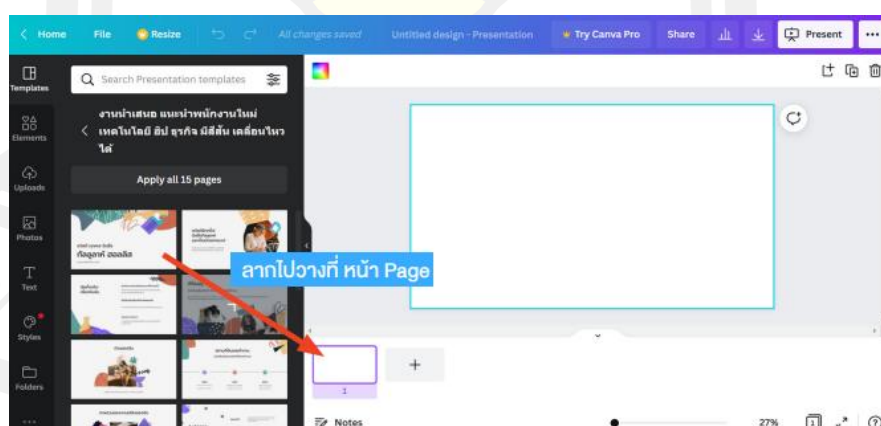 Home File Resize All changes saved Untitled design - Presentation Try Canva Pro Share Present
Templates
Search Presentation templates
งานนำเสนอ แนะนำพนักงานใหม่
เทคโนโลยี ฮิป ธุรกิจ มีสีสัน เคลื่อนไหว
ได้
Elements
Uploads
Apply all 15 pages
Photos
ลากไปวางที่ หน้า Page
Text
Styles
Folders
1
Notes
27%
1